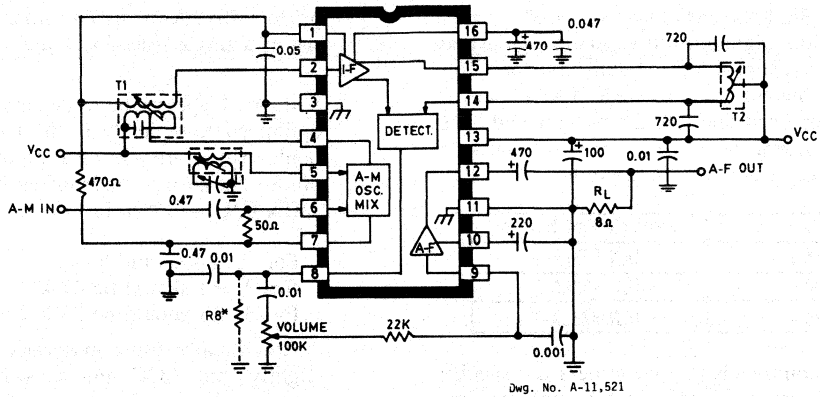 1
16
+
470
0.047
720
0.05
I-F
15
2
T1
3
14
DETECT.
720
T2
4
13
VCC
VCC
470
+
+
100
0.01
5
A-M
OSC.
MIX
12
A-F OUT
470Ω
0.47
RL
8Ω
A-M IN
6
11
50Ω
220
+
7
A-F
10
0.47
0.01
8
9
0.01
R8*
VOLUME
100K
22K
0.001
Dwg. No. A-11,521